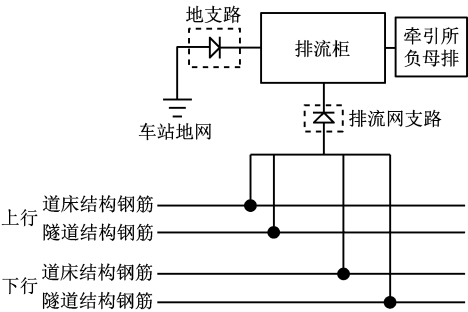 地支路
排流柜
牵引所
负母排
排流网支路
车站地网
上行
道床结构钢筋
隧道结构钢筋
下行
道床结构钢筋
隧道结构钢筋